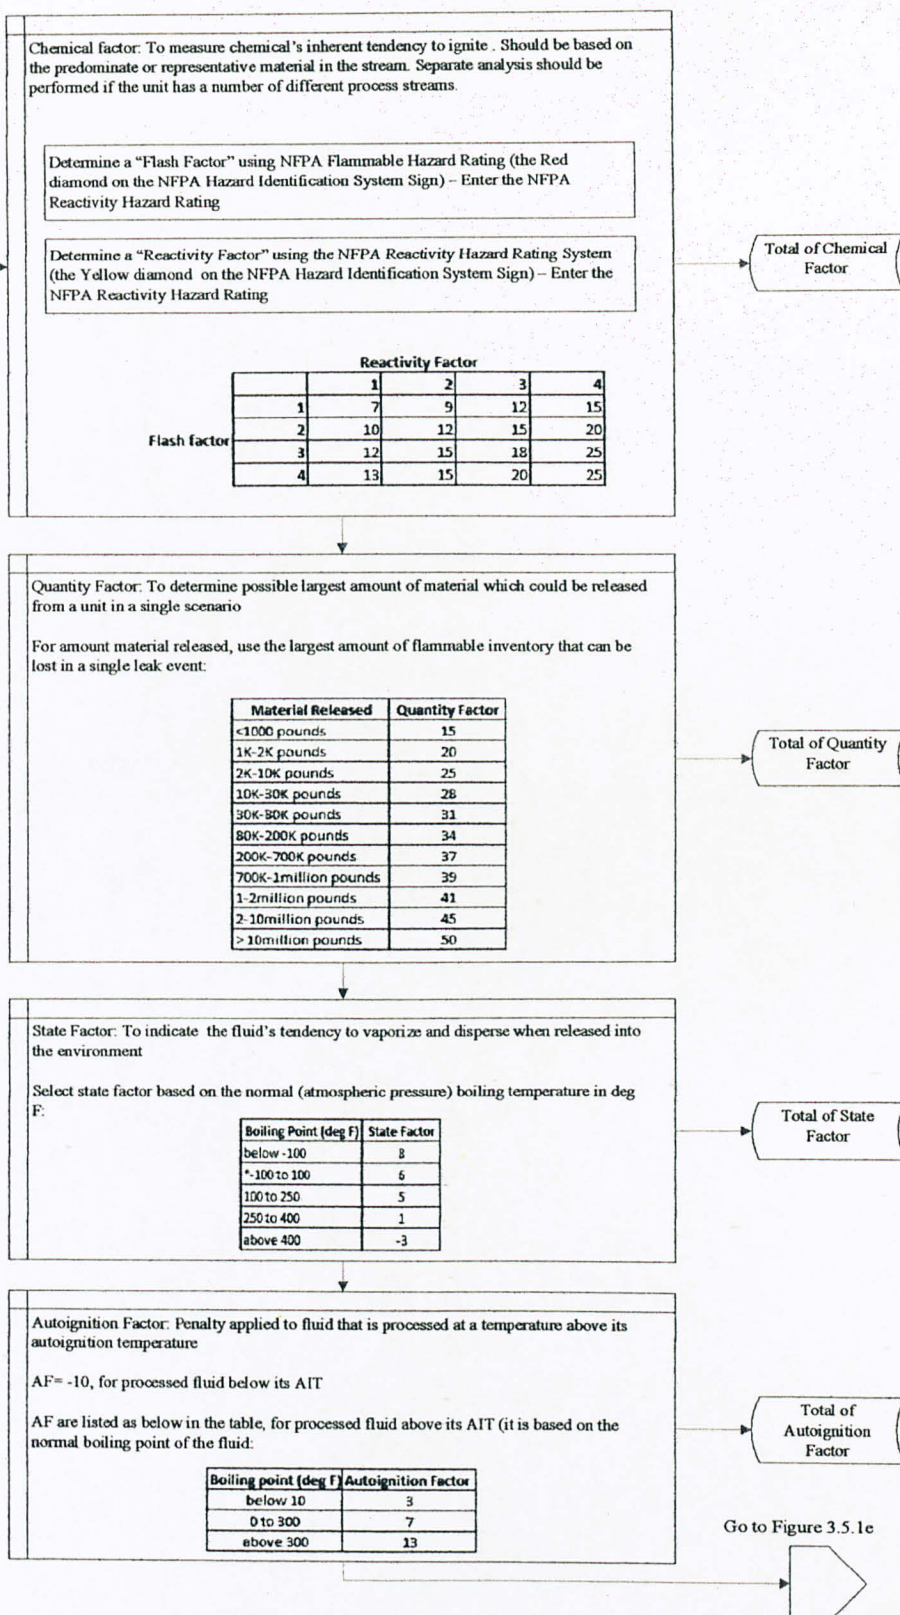 Chemical factor: To measure chemical's inherent tendency to ignite . Should be based on
the predominate or representative material in the stream. Separate analysis should be
performed if the unit has a number of different process streams.
Determine a “Flash Factor” using NFPA Flammable Hazard Rating (the Red
diamond on the NFPA Hazard Identification System Sign) – Enter the NFPA
Reactivity Hazard Rating
Determine a “Reactivity Factor” using the NFPA Reactivity Hazard Rating System
(the Yellow diamond on the NFPA Hazard Identification System Sign) – Enter the
NFPA Reactivity Hazard Rating
Total of Chemical
Factor
Reactivity Factor
1 2 3 4
1 7 9 12 15
2 10 12 15 20
Flash factor
3 12 15 18 25
4 13 15 20 25
Quantity Factor: To determine possible largest amount of material which could be released
from a unit in a single scenario
For amount material released, use the largest amount of flammable inventory that can be
lost in a single leak event:
Material Released Quantity Factor
<1000 pounds 15
1K-2K pounds 20
2K-10K pounds 25
10K-30K pounds 28
30K-80K pounds 31
80K-200K pounds 34
200K-700K pounds 37
700K-1million pounds 39
1-2million pounds 41
2-10million pounds 45
>10million pounds 50
Total of Quantity
Factor
State Factor: To indicate the fluid's tendency to vaporize and disperse when released into
the environment
Select state factor based on the normal (atmospheric pressure) boiling temperature in deg
F:
Boiling Point (deg F) State Factor
below -100 8
*-100 to 100 6
100 to 250 5
250 to 400 1
above 400 -3
Total of State
Factor
Autoignition Factor: Penalty applied to fluid that is processed at a temperature above its
autoignition temperature
AF= -10, for processed fluid below its AIT
AF are listed as below in the table, for processed fluid above its AIT (it is based on the
normal boiling point of the fluid:
Boiling point (deg F) Autoignition Factor
below 10 3
0 to 300 7
above 300 13
Total of
Autoignition
Factor
Go to Figure 3.5.1e